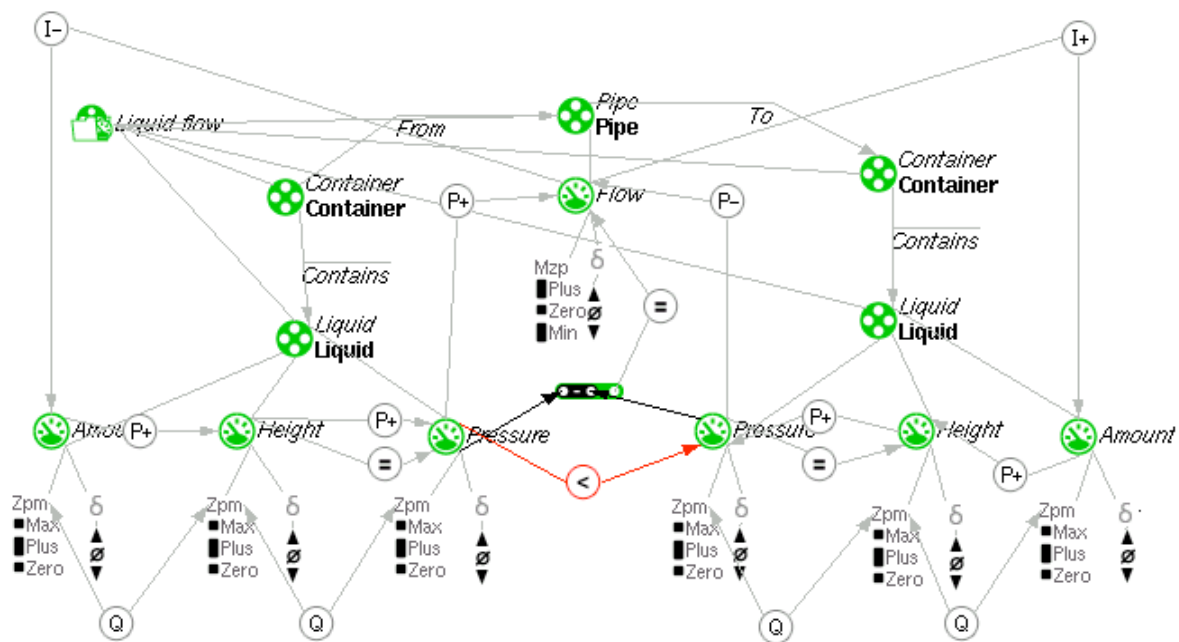 I-
I+
Pipe
Pipe
Liquid flow
From
To
Container
Container
Container
Container
P+
Flow
P-
Contains
Contains
Mzp
δ
Plus
Zero
Min
=
Liquid
Liquid
Liquid
Liquid
P+
Height
P+
Pressure
Pressure
P+
Height
Amount
=
<
=
P+
Zpm
δ
Max
Plus
Zero
Zpm
δ
Max
Plus
Zero
Zpm
δ
Max
Plus
Zero
Zpm
δ
Max
Plus
Zero
Zpm
δ
Max
Plus
Zero
Zpm
δ
Max
Plus
Zero
Q
Q
Q
Q